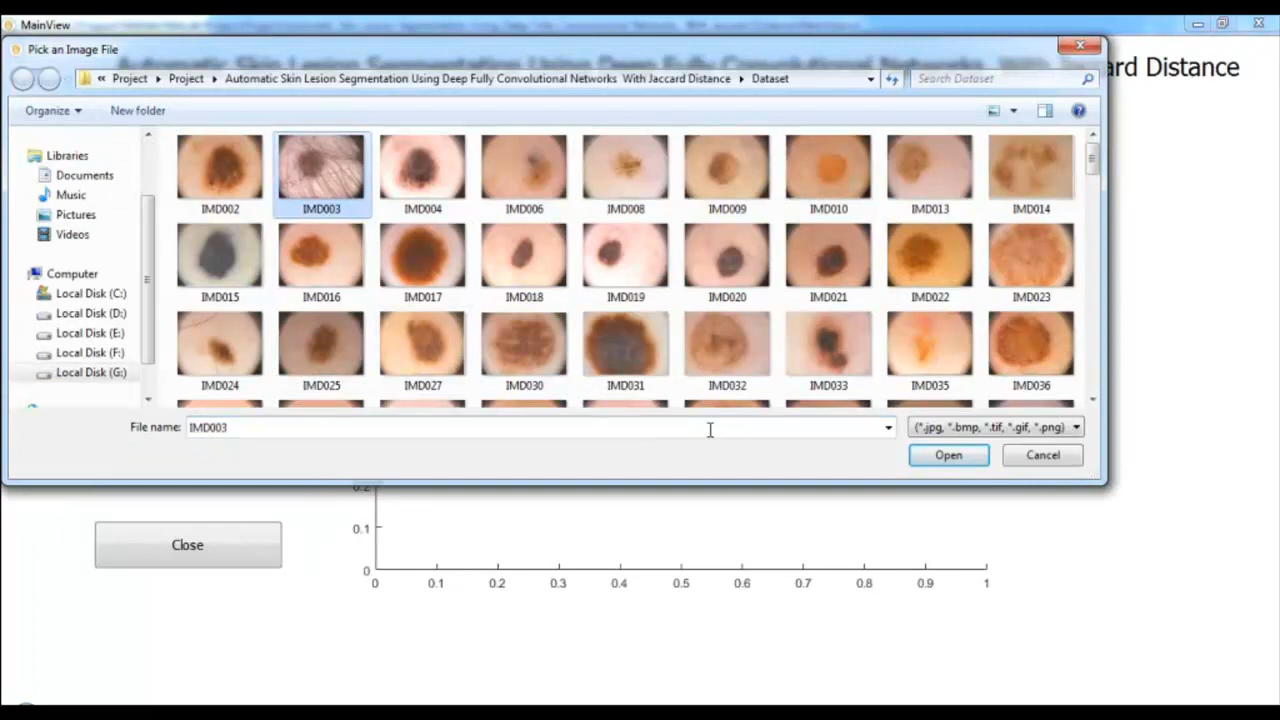 MainView
Pick an Image File
ard Distance
« Project Project Automatic Skin Lesion Segmentation Using Deep Fully Convolutional Networks With Jaccard Distance Dataset Search Dataset
Organize New folder
Libraries
Documents
Music
Pictures
Videos
Computer
Local Disk (C:)
Local Disk (D:)
Local Disk (E:)
Local Disk (F:)
Local Disk (G:)
IMD002 IMD003 IMD004 IMD006 IMD008 IMD009 IMD010 IMD013 IMD014
IMD015 IMD016 IMD017 IMD018 IMD019 IMD020 IMD021 IMD022 IMD023
IMD024 IMD025 IMD027 IMD030 IMD031 IMD032 IMD033 IMD035 IMD036
File name: IMD003 (*.jpg, *.bmp, *.tif, *.gif, *.png)
Open Cancel
0.2
0.1
0
0 0.1 0.2 0.3 0.4 0.5 0.6 0.7 0.8 0.9 1
Close